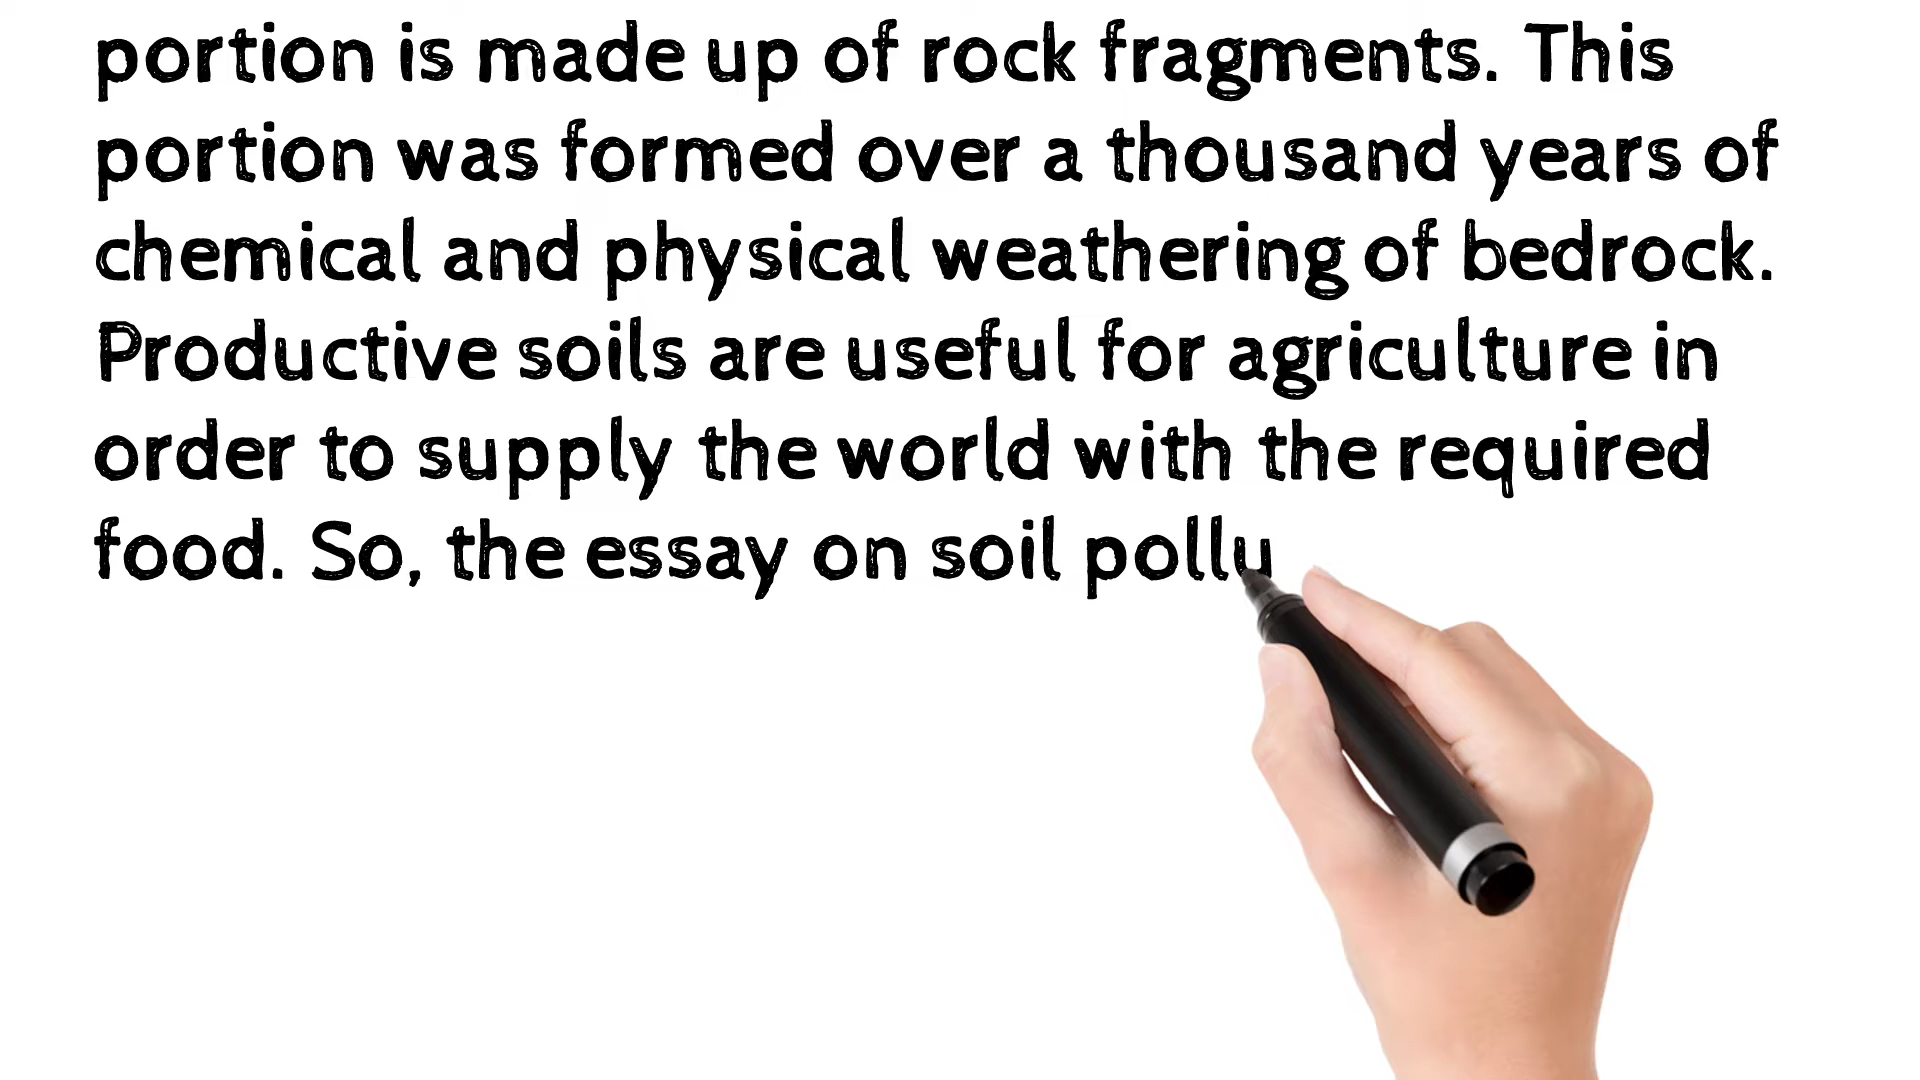 portion is made up of rock fragments. This
portion was formed over a thousand years of
chemical and physical weathering of bedrock.
Productive soils are useful for agriculture in
order to supply the world with the required
food. So, the essay on soil pollu